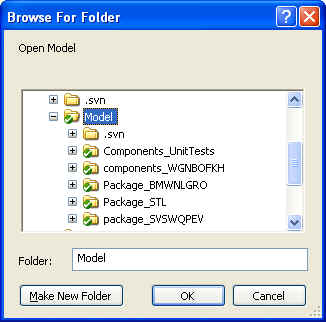 Browse For Folder
Open Model
.svn
Model
.svn
Components_UnitTests
components_WGNBOFKH
Package_BMWNLGRO
Package_STL
package_SVSWQPEV
Folder: Model
Make New Folder OK Cancel